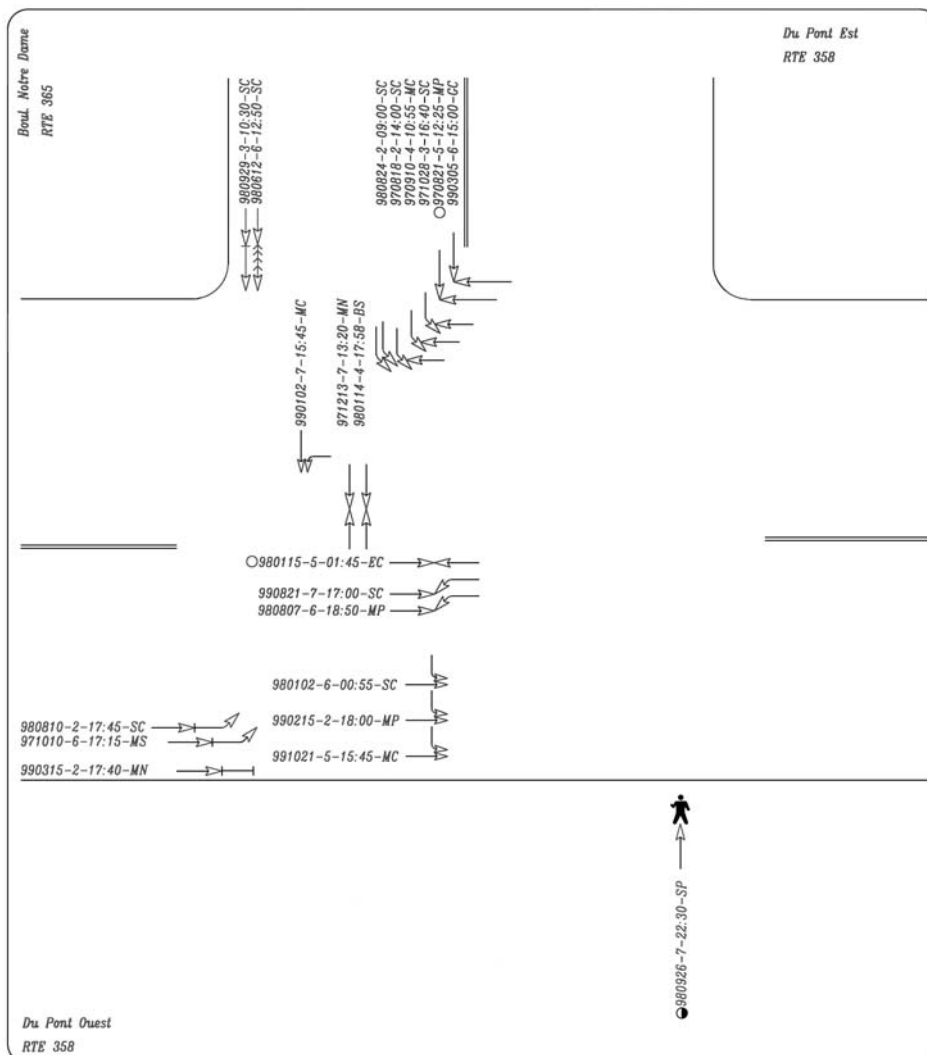 Boul. Notre Dame
RTE 365
Du Pont Est
RTE 358
980929-3-10:30-SC
980612-6-12:50-SC
980824-2-09:00-SC
970818-2-14:00-SC
970910-4-10:55-MC
971028-3-16:40-SC
970821-5-12:25-MP
990305-6-15:00-CC
990102-7-15:45-MC
971213-7-13:20-MN
980114-4-17:58-BS
980115-5-01:45-EC
990821-7-17:00-SC
980807-6-18:50-MP
980102-6-00:55-SC
990215-2-18:00-MP
991021-5-15:45-MC
980810-2-17:45-SC
971010-6-17:15-MS
990315-2-17:40-MN
980926-7-22:30-SP
Du Pont Ouest
RTE 358